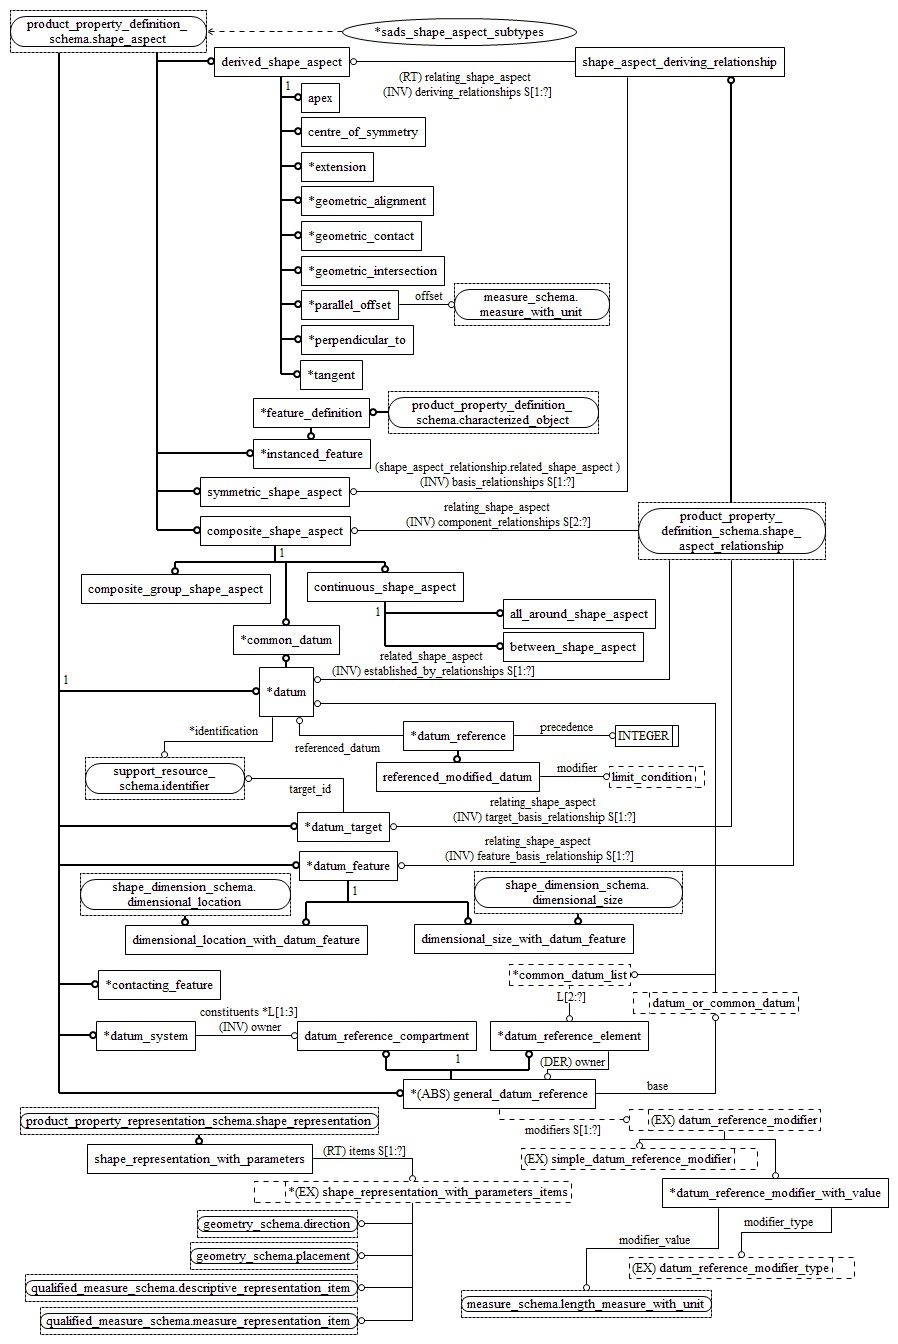 product_property_definition_
schema.shape_aspect
*sads_shape_aspect_subtypes
derived_shape_aspect
shape_aspect_deriving_relationship
(RT) relating_shape_aspect
(INV) deriving_relationships S[1:?]
1
apex
centre_of_symmetry
*extension
*geometric_alignment
*geometric_contact
*geometric_intersection
*parallel_offset
offset
measure_schema.
measure_with_unit
*perpendicular_to
*tangent
*feature_definition
product_property_definition_
schema.characterized_object
*instanced_feature
(shape_aspect_relationship.related_shape_aspect )
(INV) basis_relationships S[1:?]
symmetric_shape_aspect
relating_shape_aspect
(INV) component_relationships S[2:?]
composite_shape_aspect
product_property_
definition_schema.shape_
aspect_relationship
1
composite_group_shape_aspect
continuous_shape_aspect
1
all_around_shape_aspect
*common_datum
between_shape_aspect
related_shape_aspect
(INV) established_by_relationships S[1:?]
1
*datum
*identification
referenced_datum
*datum_reference
precedence
INTEGER
support_resource_
schema.identifier
referenced_modified_datum
modifier
limit_condition
target_id
relating_shape_aspect
(INV) target_basis_relationship S[1:?]
*datum_target
relating_shape_aspect
(INV) feature_basis_relationship S[1:?]
*datum_feature
1
shape_dimension_schema.
dimensional_location
shape_dimension_schema.
dimensional_size
dimensional_location_with_datum_feature
dimensional_size_with_datum_feature
*common_datum_list
*contacting_feature
L[2:?]
datum_or_common_datum
constituents *L[1:3]
(INV) owner
*datum_system
datum_reference_compartment
*datum_reference_element
1
(DER) owner
*(ABS) general_datum_reference
base
product_property_representation_schema.shape_representation
modifiers S[1:?]
(EX) datum_reference_modifier
shape_representation_with_parameters
(RT) items S[1:?]
(EX) simple_datum_reference_modifier
*(EX) shape_representation_with_parameters_items
*datum_reference_modifier_with_value
geometry_schema.direction
modifier_type
modifier_value
geometry_schema.placement
(EX) datum_reference_modifier_type
qualified_measure_schema.descriptive_representation_item
measure_schema.length_measure_with_unit
qualified_measure_schema.measure_representation_item